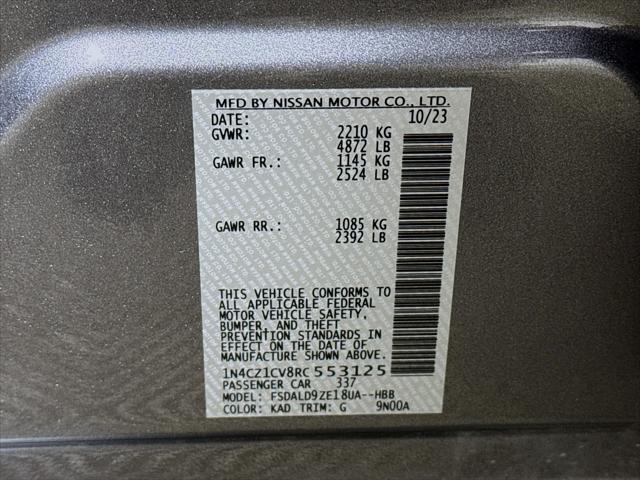 MFD BY NISSAN MOTOR CO., LTD.
DATE: 10/23
GVWR: 2210 KG
4872 LB
GAWR FR.: 1145 KG
2524 LB
GAWR RR.: 1085 KG
2392 LB
THIS VEHICLE CONFORMS TO
ALL APPLICABLE FEDERAL
MOTOR VEHICLE SAFETY,
BUMPER, AND THEFT
PREVENTION STANDARDS IN
EFFECT ON THE DATE OF
MANUFACTURE SHOWN ABOVE.
1N4CZ1CV8RC553125
PASSENGER CAR 337
MODEL: FSDALD9ZE18UA--HBB
COLOR: KAD TRIM: G 9N00A